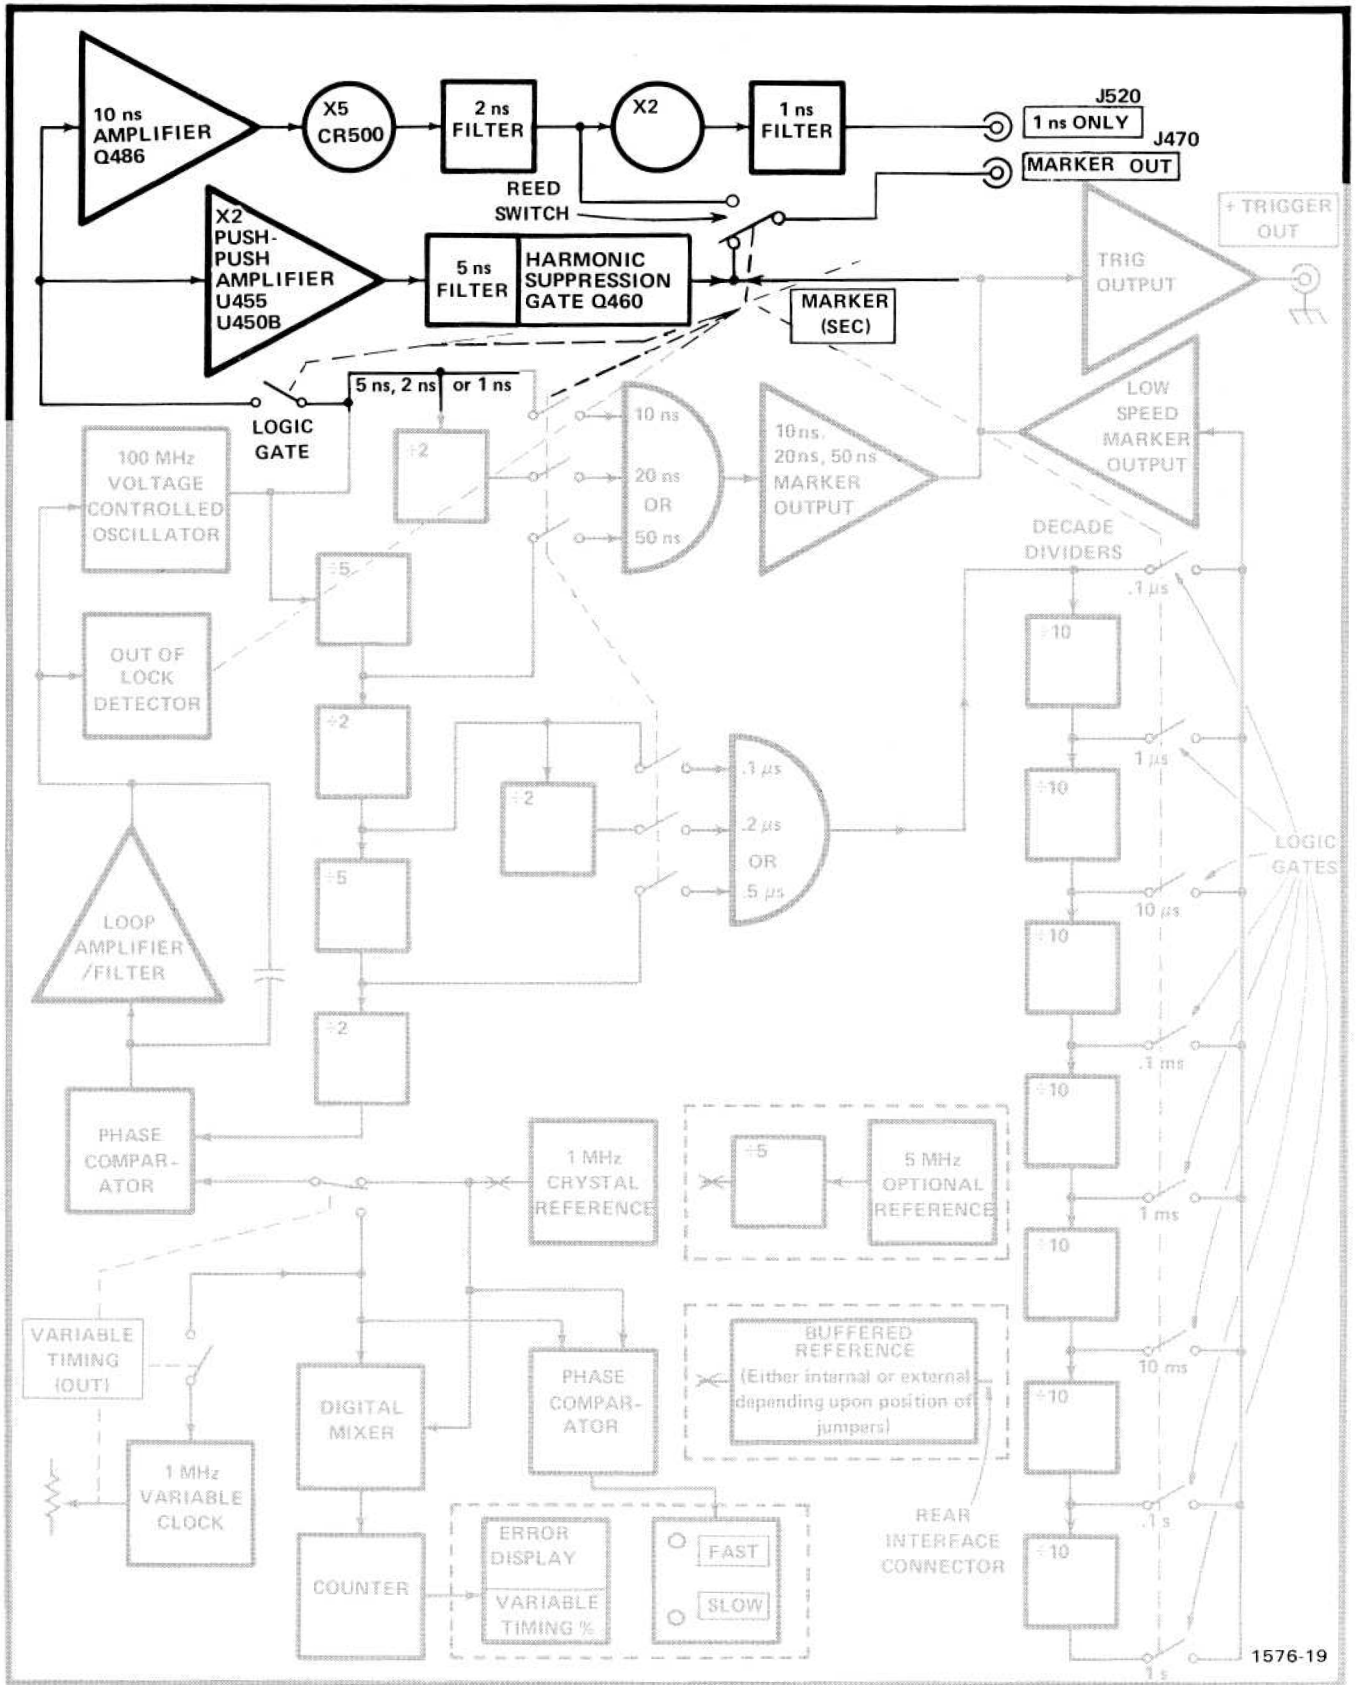 10 ns
AMPLIFIER
Q486
X5
CR500
2 ns
FILTER
X2
1 ns
FILTER
J520
1 ns ONLY
J470
MARKER OUT
REED
SWITCH
X2
PUSH-
PUSH
AMPLIFIER
U455
U450B
5 ns
FILTER
HARMONIC
SUPPRESSION
GATE Q460
MARKER
(SEC)
TRIG
OUTPUT
+ TRIGGER
OUT
5 ns, 2 ns or 1 ns
LOGIC
GATE
100 MHz
VOLTAGE
CONTROLLED
OSCILLATOR
÷2
10 ns
20 ns
OR
50 ns
10 ns,
20 ns, 50 ns
MARKER
OUTPUT
LOW
SPEED
MARKER
OUTPUT
DECADE
DIVIDERS
.1 µs
÷5
÷10
OUT OF
LOCK
DETECTOR
÷2
1 µs
÷10
÷2
.1 µs
.2 µs
OR
.5 µs
LOGIC
GATES
÷5
10 µs
÷10
LOOP
AMPLIFIER
/FILTER
÷2
.1 ms
÷10
PHASE
COMPAR-
ATOR
1 MHz
CRYSTAL
REFERENCE
÷5
5 MHz
OPTIONAL
REFERENCE
1 ms
÷10
VARIABLE
TIMING
(OUT)
DIGITAL
MIXER
PHASE
COMPAR-
ATOR
BUFFERED
REFERENCE
(Either internal or external
depending upon position of
jumpers)
10 ms
÷10
1 MHz
VARIABLE
CLOCK
COUNTER
ERROR
DISPLAY
VARIABLE
TIMING %
FAST
SLOW
REAR
INTERFACE
CONNECTOR
.1 s
÷10
1 s
1576-19